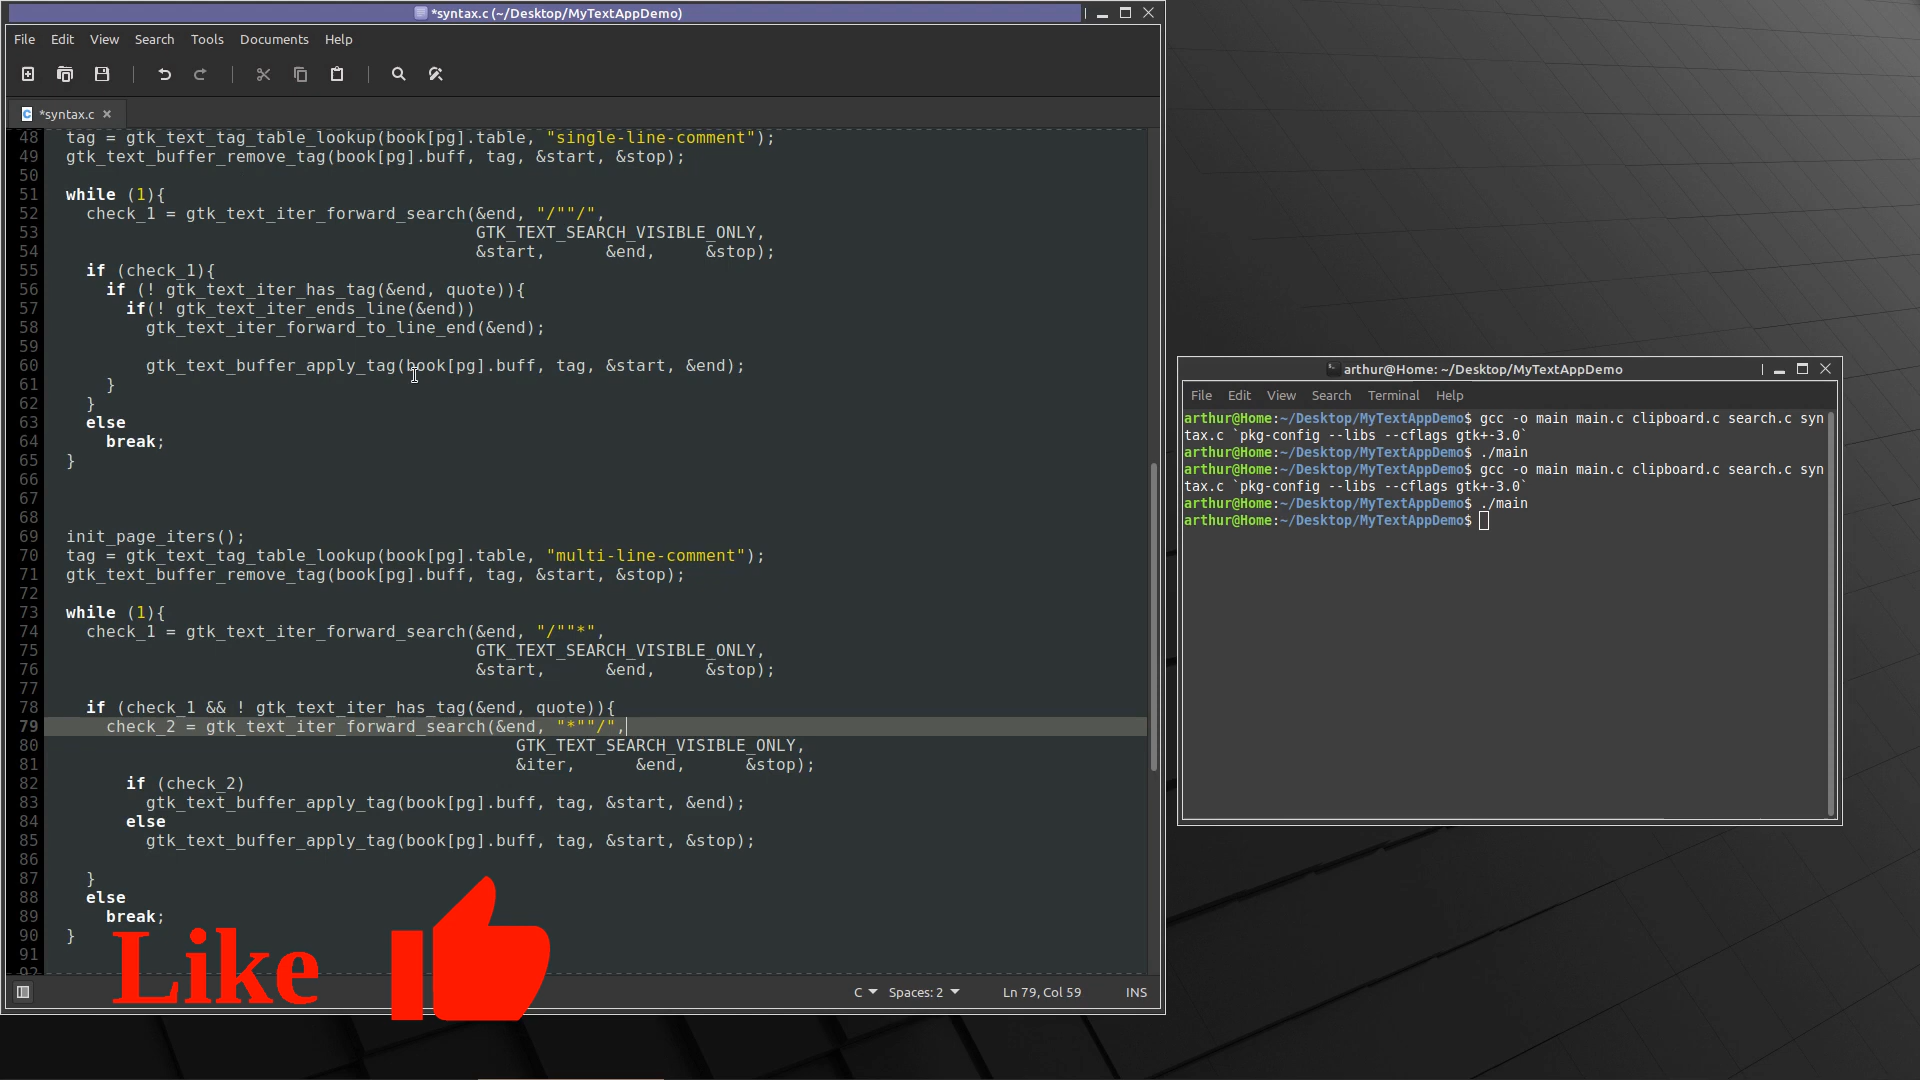 *syntax.c (~/Desktop/MyTextAppDemo)
File Edit View Search Tools Documents Help
*syntax.c
48 tag = gtk_text_tag_table_lookup(book[pg].table, "single-line-comment");
49 gtk_text_buffer_remove_tag(book[pg].buff, tag, &start, &stop);
50
51 while (1){
52 check_1 = gtk_text_iter_forward_search(&end, "/""/",
53 GTK_TEXT_SEARCH_VISIBLE_ONLY,
54 &start, &end, &stop);
55 if (check_1){
56 if (! gtk_text_iter_has_tag(&end, quote)){
57 if(! gtk_text_iter_ends_line(&end))
58 gtk_text_iter_forward_to_line_end(&end);
59
60 gtk_text_buffer_apply_tag(book[pg].buff, tag, &start, &end);
61 }
62 }
63 else
64 break;
65 }
66
67
68
69 init_page_iters();
70 tag = gtk_text_tag_table_lookup(book[pg].table, "multi-line-comment");
71 gtk_text_buffer_remove_tag(book[pg].buff, tag, &start, &stop);
72
73 while (1){
74 check_1 = gtk_text_iter_forward_search(&end, "/""*",
75 GTK_TEXT_SEARCH_VISIBLE_ONLY,
76 &start, &end, &stop);
77
78 if (check_1 && ! gtk_text_iter_has_tag(&end, quote)){
79 check_2 = gtk_text_iter_forward_search(&end, "*""/",
80 GTK_TEXT_SEARCH_VISIBLE_ONLY,
81 &iter, &end, &stop);
82 if (check_2)
83 gtk_text_buffer_apply_tag(book[pg].buff, tag, &start, &end);
84 else
85 gtk_text_buffer_apply_tag(book[pg].buff, tag, &start, &stop);
86
87 }
88 else
89 break;
90 }
91
92
Like
C Spaces: 2 Ln 79, Col 59 INS
arthur@Home: ~/Desktop/MyTextAppDemo
File Edit View Search Terminal Help
arthur@Home:~/Desktop/MyTextAppDemo$ gcc -o main main.c clipboard.c search.c syn
tax.c `pkg-config --libs --cflags gtk+-3.0`
arthur@Home:~/Desktop/MyTextAppDemo$ ./main
arthur@Home:~/Desktop/MyTextAppDemo$ gcc -o main main.c clipboard.c search.c syn
tax.c `pkg-config --libs --cflags gtk+-3.0`
arthur@Home:~/Desktop/MyTextAppDemo$ ./main
arthur@Home:~/Desktop/MyTextAppDemo$